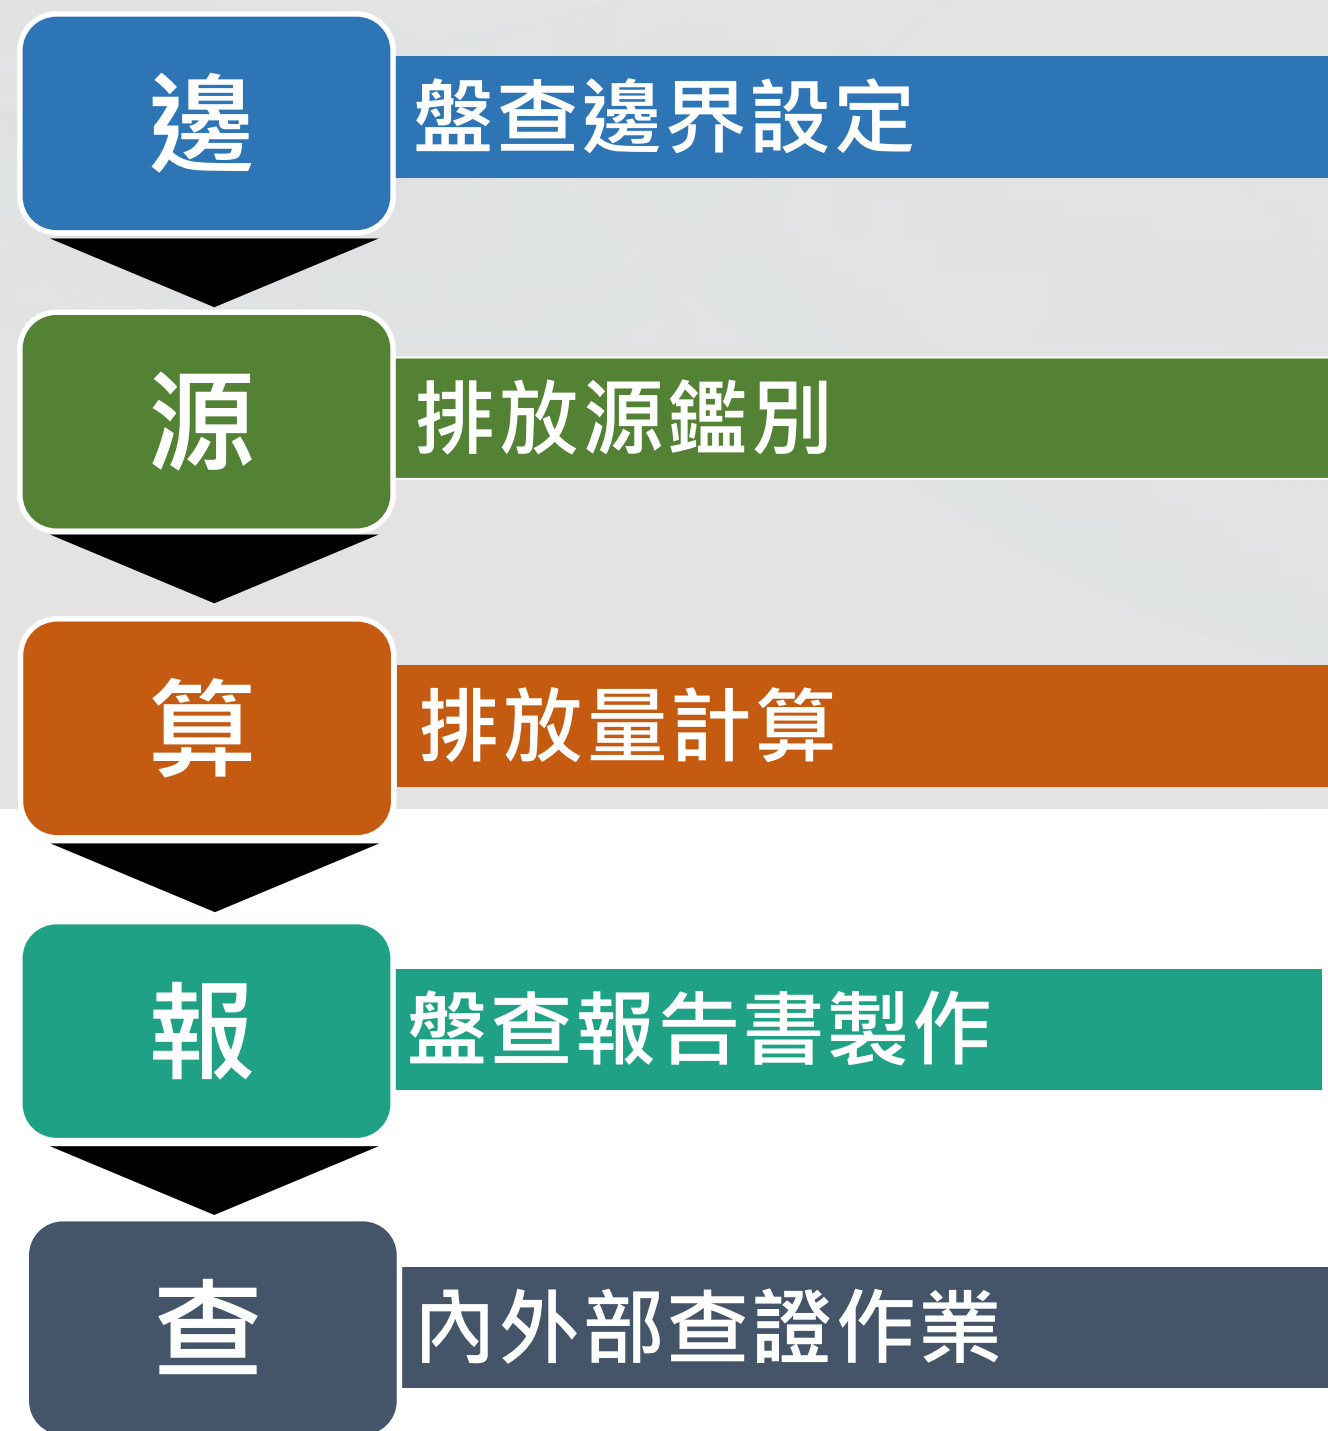 邊
盤查邊界設定
源
排放源鑑別
算
排放量計算
報
盤查報告書製作
查
內外部查證作業